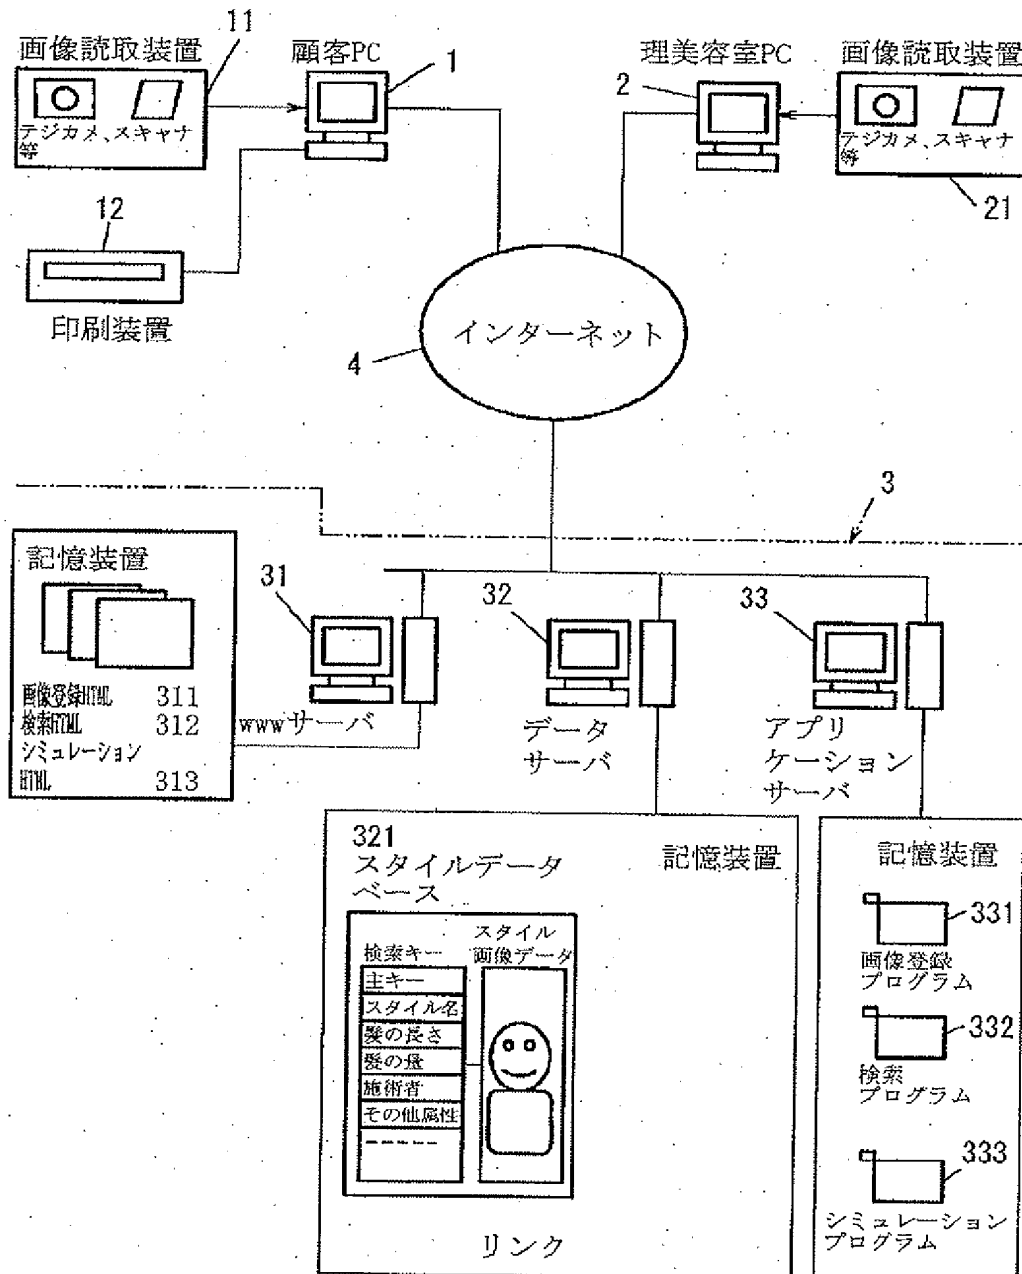 画像読取装置
11
テジカメ、スキャナ
等
顧客PC
1
理美容室PC
2
画像読取装置
テジカメ、スキャナ
等
21
12
印刷装置
インターネット
4
3
記憶装置
画像登録HTML 311
検索HTML 312
シミュレーション
HTML 313
31
wwwサーバ
32
データ
サーバ
33
アプリ
ケーション
サーバ
321
スタイルデータ
ベース
記憶装置
検索キー
主キー
スタイル名
髪の長さ
髪の量
施術者
その他属性
スタイル
画像データ
リンク
記憶装置
331
画像登録
プログラム
332
検索
プログラム
333
シミュレーション
プログラム